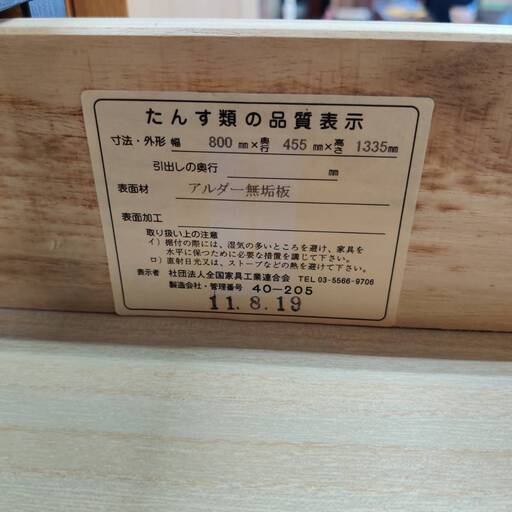 たんす類の品質表示
寸法・外形 幅 800 mm×奥行 455 mm×高さ 1335mm
引出しの奥行 mm
表面材 アルダー無垢板
表面加工
取り扱い上の注意
イ）据付の際には、湿気の多いところを避け、家具を
水平に保つために必要な措置を講じて下さい。
ロ）直射日光又は、ストーブなどの熱を避けて下さい。
表示者 社団法人全国家具工業連合会 TEL 03-5566-9706
製造会社・管理番号 40-205
11.8.19